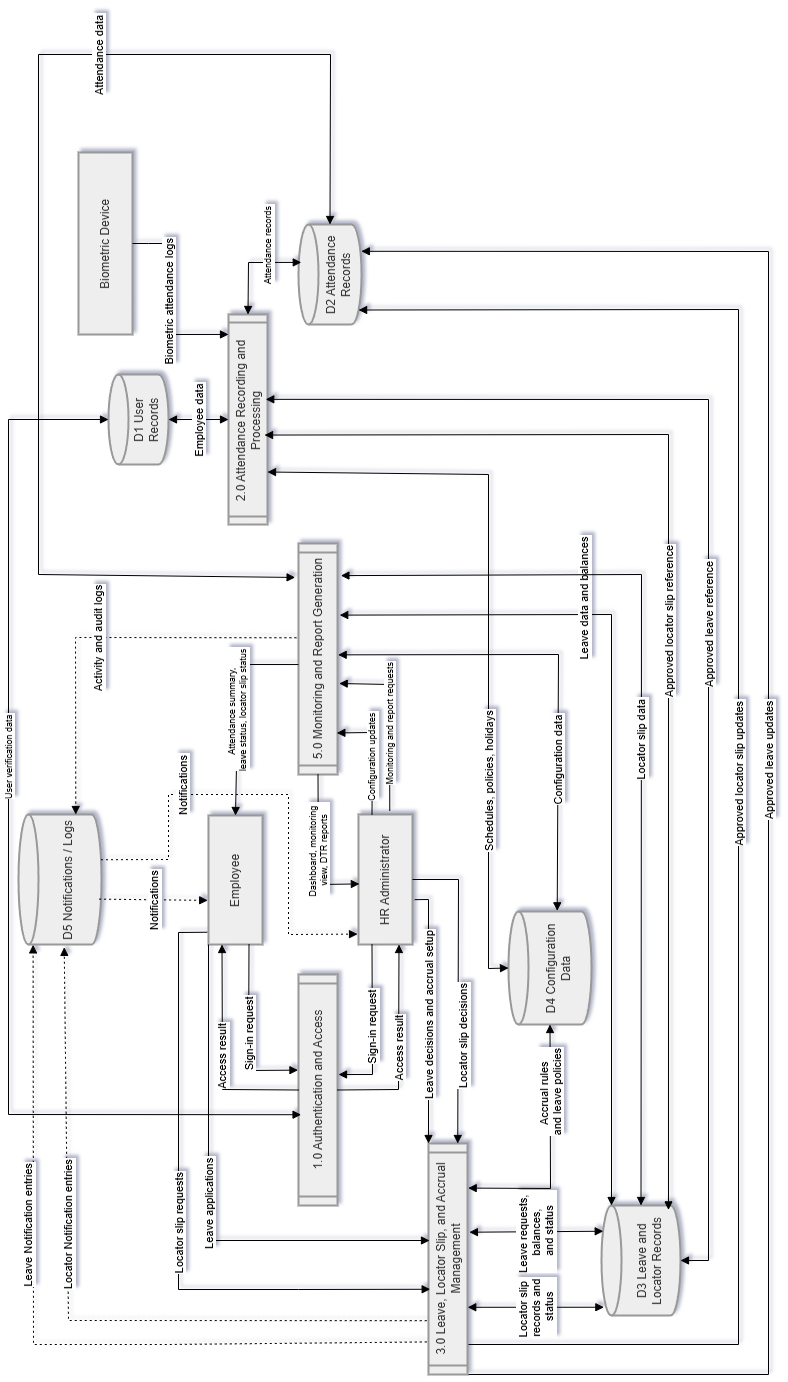 Attendance data
Biometric Device
Biometric attendance logs
Attendance records
D2 Attendance
Records
D1 User
Records
Employee data
2.0 Attendance Recording and
Processing
User verification data
Activity and audit logs
Attendance summary,
leave status, locator slip status
5.0 Monitoring and Report Generation
Configuration updates
Monitoring and report requests
Leave data and balances
Approved locator slip reference
Approved leave reference
Schedules, policies, holidays
Configuration data
Locator slip data
Approved locator slip updates
Approved leave updates
D5 Notifications / Logs
Notifications
Notifications
Employee
Dashboard, monitoring
view, DTR reports
HR Administrator
D4 Configuration
Data
Access result
Sign-in request
1.0 Authentication and Access
Sign-in request
Access result
Leave decisions and accrual setup
Locator slip decisions
Accrual rules
and leave policies
Leave Notification entries
Locator Notification entries
Locator slip requests
Leave applications
3.0 Leave, Locator Slip, and Accrual
Management
Leave requests,
balances,
and status
Locator slip
records and
status
D3 Leave and
Locator Records